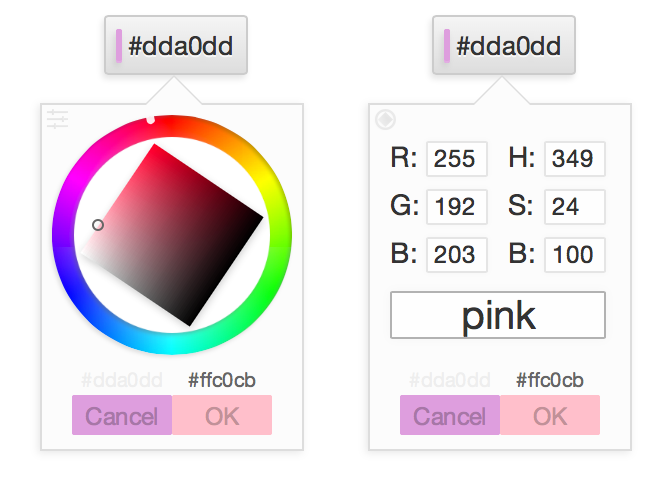 #dda0dd
#dda0dd #ffc0cb
Cancel OK
#dda0dd
R: 255 H: 349
G: 192 S: 24
B: 203 B: 100
pink
#dda0dd #ffc0cb
Cancel OK